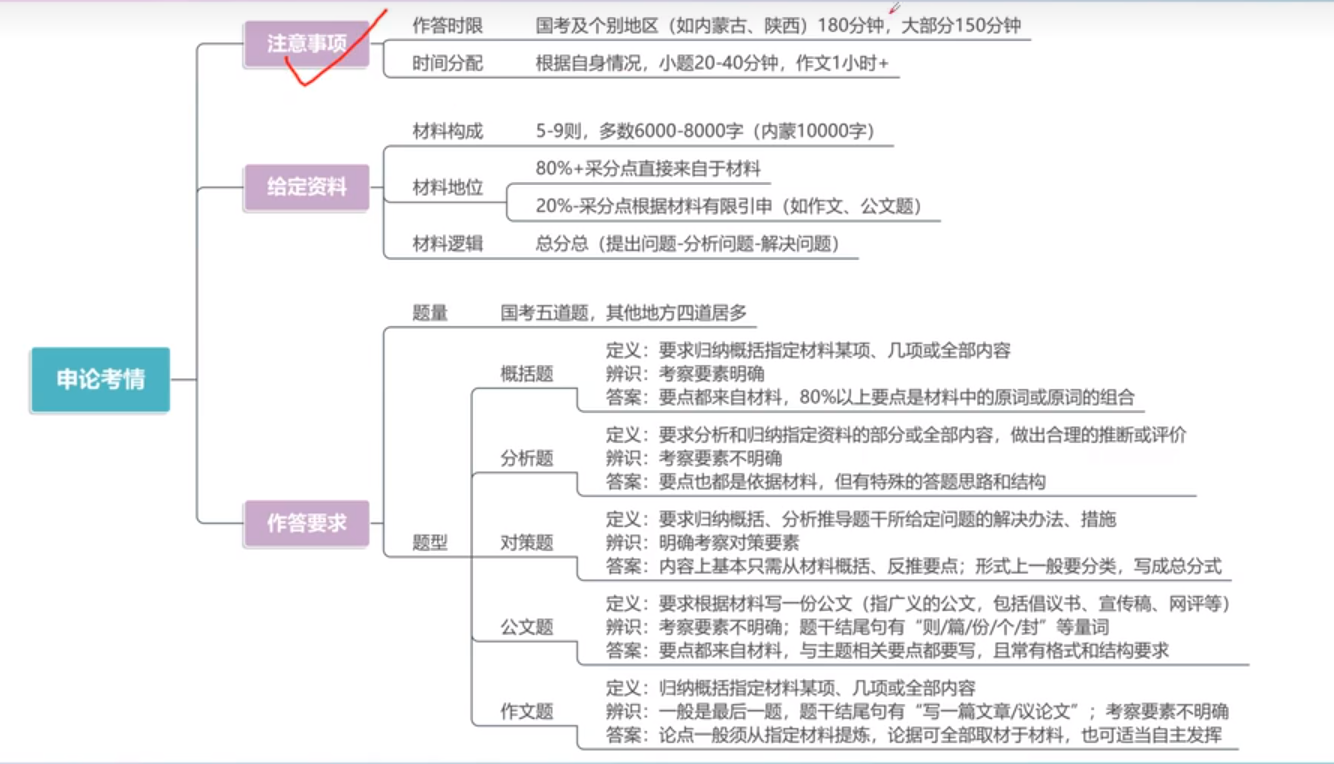 申论考情
注意事项
作答时限 国考及个别地区（如内蒙古、陕西）180分钟，大部分150分钟
时间分配 根据自身情况，小题20-40分钟，作文1小时+
给定资料
材料构成 5-9则，多数6000-8000字（内蒙10000字）
材料地位
80%+采分点直接来自于材料
20%-采分点根据材料有限引申（如作文、公文题）
材料逻辑 总分总（提出问题-分析问题-解决问题）
作答要求
题量 国考五道题，其他地方四道居多
题型
概括题
定义：要求归纳概括指定材料某项、几项或全部内容
辨识：考察要素明确
答案：要点都来自材料，80%以上要点是材料中的原词或原词的组合
分析题
定义：要求分析和归纳指定资料的部分或全部内容，做出合理的推断或评价
辨识：考察要素不明确
答案：要点也都是依据材料，但有特殊的答题思路和结构
对策题
定义：要求归纳概括、分析推导题干所给定问题的解决办法、措施
辨识：明确考察对策要素
答案：内容上基本只需从材料概括、反推要点；形式上一般要分类，写成总分式
公文题
定义：要求根据材料写一份公文（指广义的公文，包括倡议书、宣传稿、网评等）
辨识：考察要素不明确；题干结尾句有“则/篇/份/个/封”等量词
答案：要点都来自材料，与主题相关要点都要写，且常有格式和结构要求
作文题
定义：归纳概括指定材料某项、几项或全部内容
辨识：一般是最后一题，题干结尾句有“写一篇文章/议论文”；考察要素不明确
答案：论点一般须从指定材料提炼，论据可全部取材于材料，也可适当自主发挥